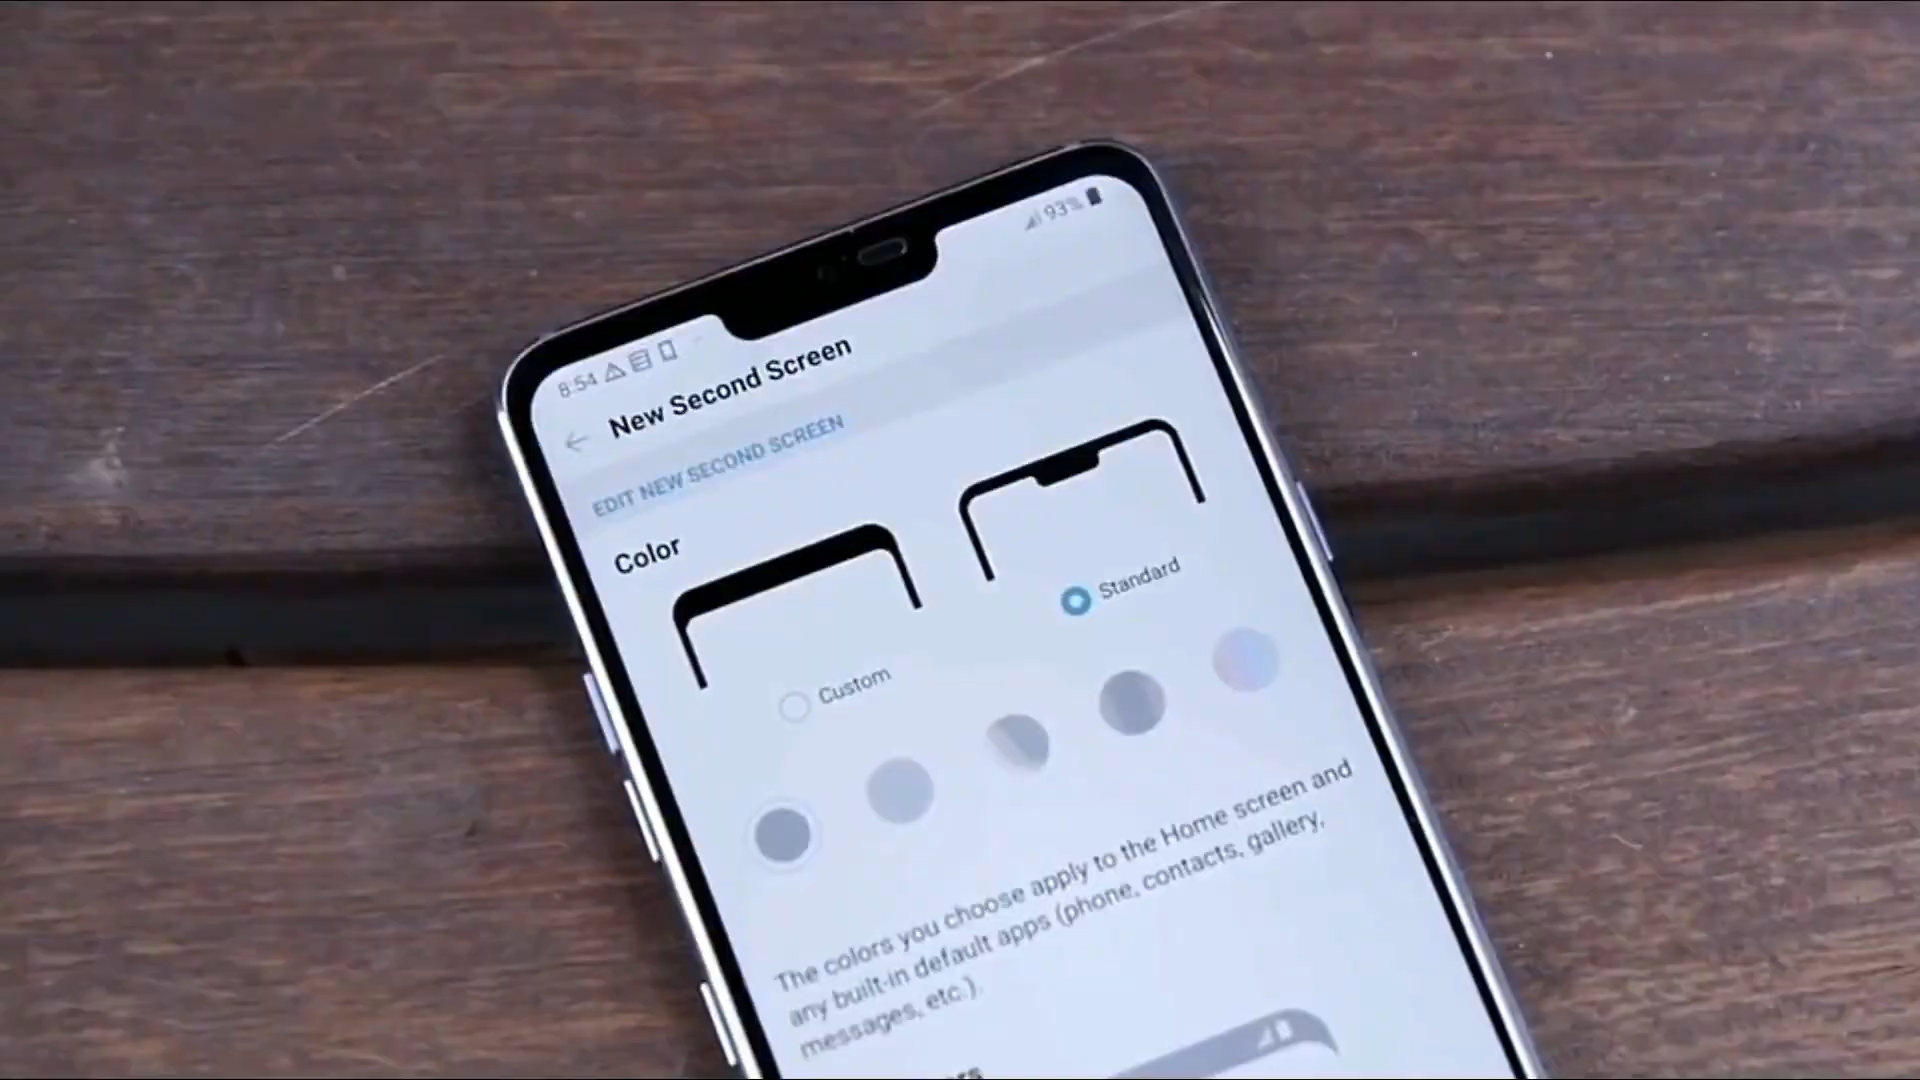 8:54
93%
New Second Screen
EDIT NEW SECOND SCREEN
Color
Custom
Standard
The colors you choose apply to the Home screen and
any built-in default apps (phone, contacts, gallery,
messages, etc.).